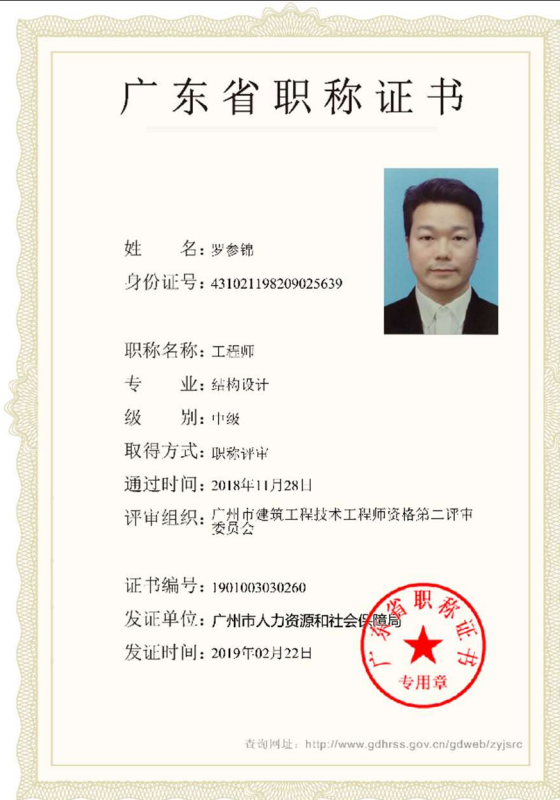 广东省职称证书
姓 名：罗参锦
身份证号：431021198209025639
职称名称：工程师
专 业：结构设计
级 别：中级
取得方式：职称评审
通过时间：2018年11月28日
评审组织：广州市建筑工程技术工程师资格第二评审
委员会
证书编号：1901003030260
发证单位：广州市人力资源和社会保障局
发证时间：2019年02月22日
广东省职称证书
专用章
查询网址：http://www.gdhrss.gov.cn/gdweb/zyjsrc